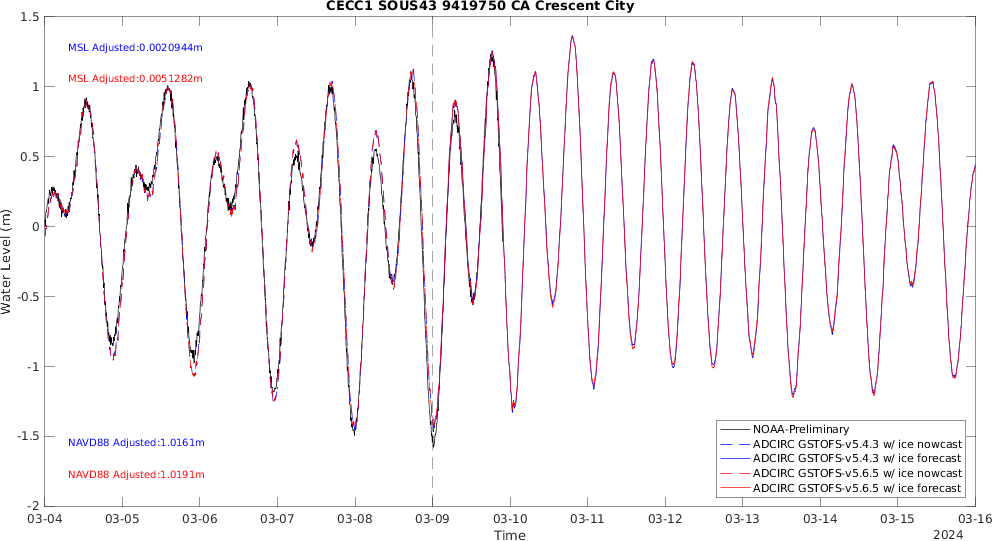 CECC1 SOUS43 9419750 CA Crescent City
1.5
1
0.5
0
-0.5
-1
-1.5
-2
Water Level (m)
MSL Adjusted:0.0020944m
MSL Adjusted:0.0051282m
NAVD88 Adjusted:1.0161m
NAVD88 Adjusted:1.0191m
NOAA-Preliminary
ADCIRC GSTOFS-v5.4.3 w/ ice nowcast
ADCIRC GSTOFS-v5.4.3 w/ ice forecast
ADCIRC GSTOFS-v5.6.5 w/ ice nowcast
ADCIRC GSTOFS-v5.6.5 w/ ice forecast
03-04 03-05 03-06 03-07 03-08 03-09 03-10 03-11 03-12 03-13 03-14 03-15 03-16
Time
2024